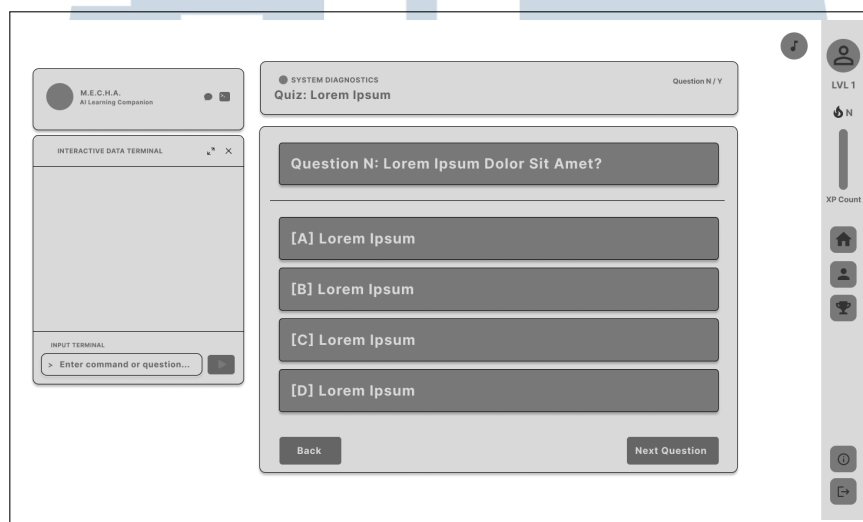 M.E.C.H.A.
AI Learning Companion
INTERACTIVE DATA TERMINAL
INPUT TERMINAL
> Enter command or question...
SYSTEM DIAGNOSTICS
Quiz: Lorem Ipsum
Question N / Y
Question N: Lorem Ipsum Dolor Sit Amet?
[A] Lorem Ipsum
[B] Lorem Ipsum
[C] Lorem Ipsum
[D] Lorem Ipsum
Back
Next Question
LVL 1
N
XP Count